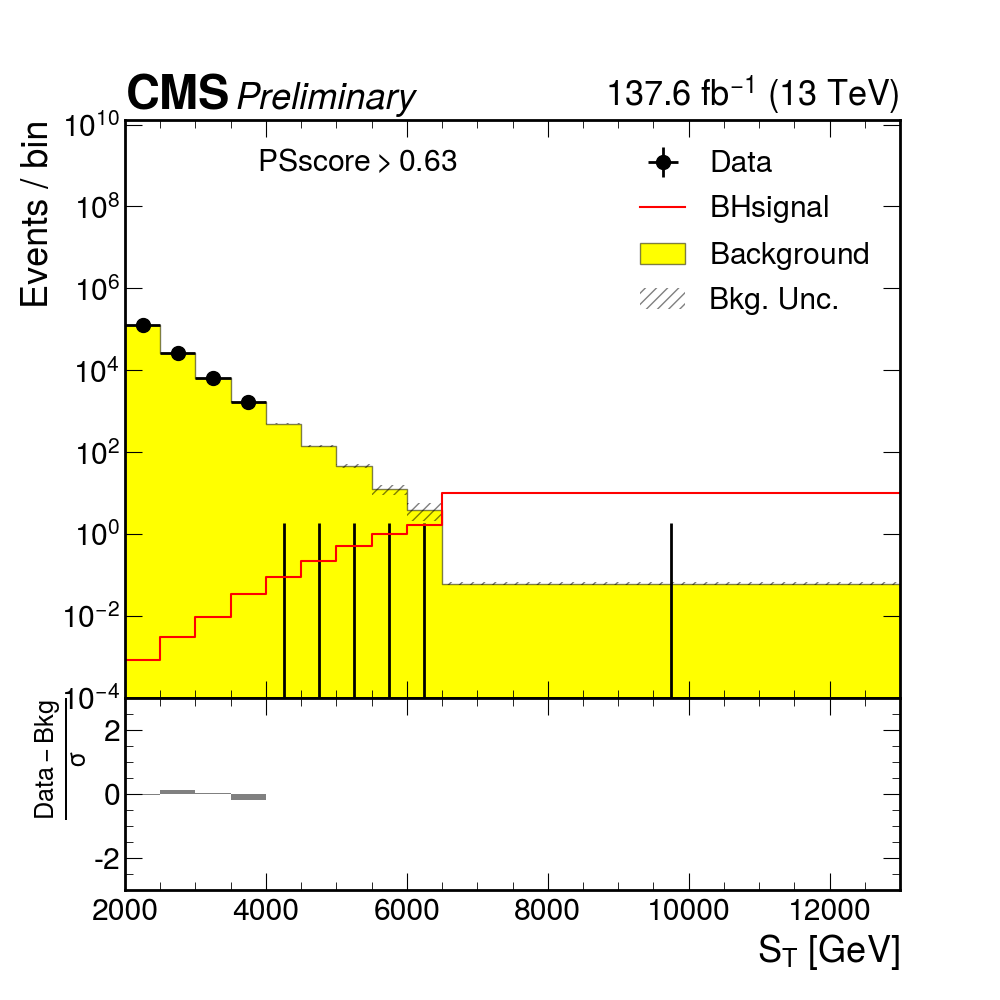 CMS Preliminary 137.6 fb⁻¹ (13 TeV)
Events / bin
PSscore > 0.63
Data
BHsignal
Background
Bkg. Unc.
10¹⁰
10⁸
10⁶
10⁴
10²
10⁰
10⁻²
10⁻⁴
Data − Bkg
σ
2
0
-2
2000 4000 6000 8000 10000 12000
S_T [GeV]